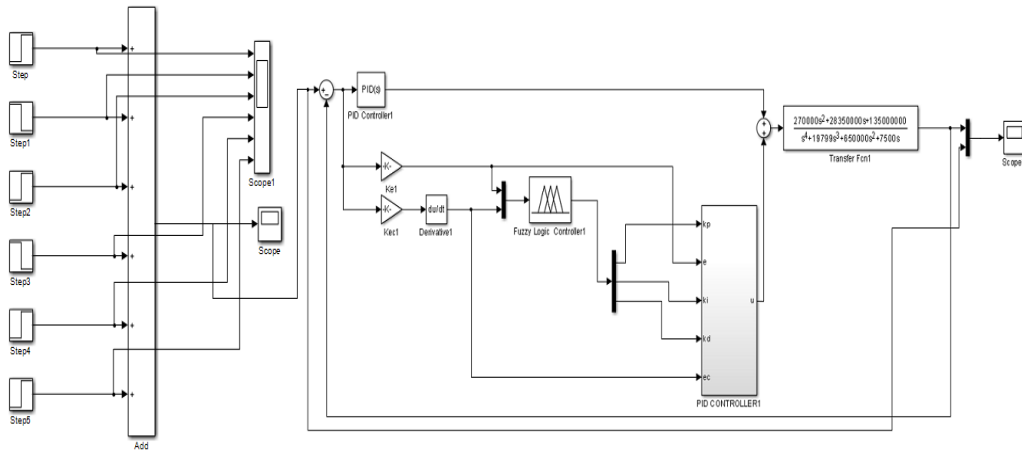 Step
Step1
Step2
Step3
Step4
Step5
+
+
+
+
+
+
Add
Scope1
Scope
+
−
PID(s)
PID Controller1
-K-
Ke1
-K-
Kec1
du/dt
Derivative1
Fuzzy Logic Controller1
kp
e
ki
kd
ec
u
PID CONTROLLER1
+
+
270000s²+28350000s+135000000
s⁴+19799s³+650000s²+7500s
Transfer Fcn1
Scope